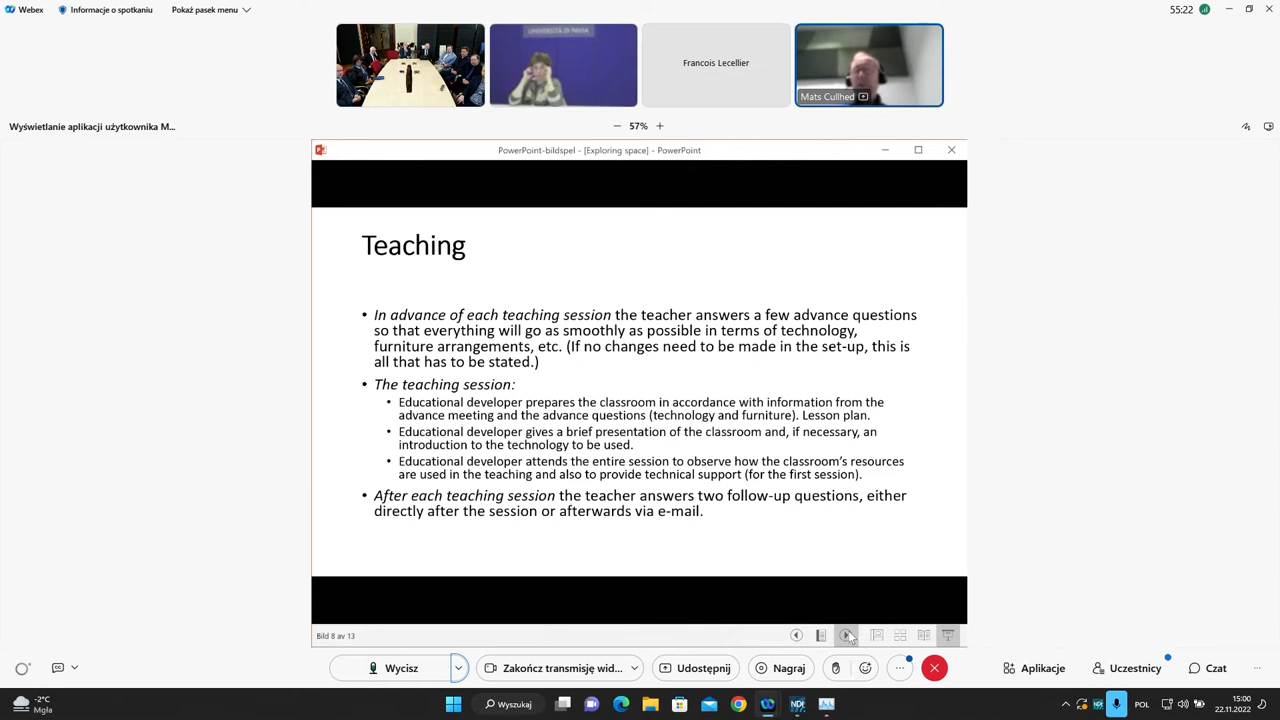 Webex
Informacje o spotkaniu
Pokaż pasek menu
55:22
UNIVERSITÀ DI PAVIA
Francois Lecellier
Mats Cullhed
Wyświetlanie aplikacji użytkownika M...
57%
PowerPoint-bildspel - [Exploring space] - PowerPoint
Teaching
• In advance of each teaching session the teacher answers a few advance questions
so that everything will go as smoothly as possible in terms of technology,
furniture arrangements, etc. (If no changes need to be made in the set-up, this is
all that has to be stated.)
• The teaching session:
• Educational developer prepares the classroom in accordance with information from the
advance meeting and the advance questions (technology and furniture). Lesson plan.
• Educational developer gives a brief presentation of the classroom and, if necessary, an
introduction to the technology to be used.
• Educational developer attends the entire session to observe how the classroom's resources
are used in the teaching and also to provide technical support (for the first session).
• After each teaching session the teacher answers two follow-up questions, either
directly after the session or afterwards via e-mail.
Bild 8 av 13
Wycisz
Zakończ transmisję wid...
Udostępnij
Nagraj
Aplikacje
Uczestnicy
Czat
-2°C
Mgła
Wyszukaj
POL
15:00
22.11.2022